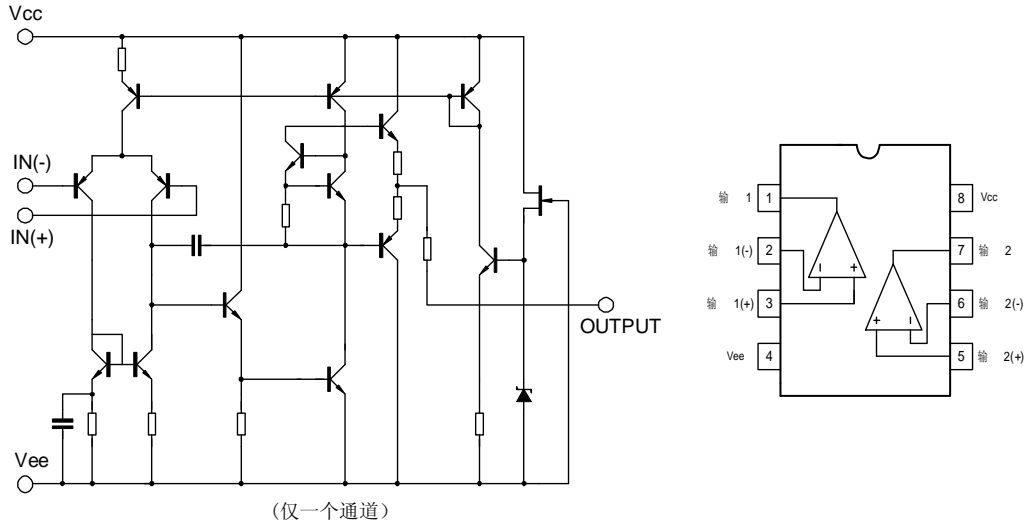 Vcc
IN(-)
IN(+)
OUTPUT
Vee
(仅一个通道)
输 1
1
8
Vcc
输 1(-)
2
7
输 2
输 1(+)
3
6
输 2(-)
Vee
4
5
输 2(+)
- +
+ -